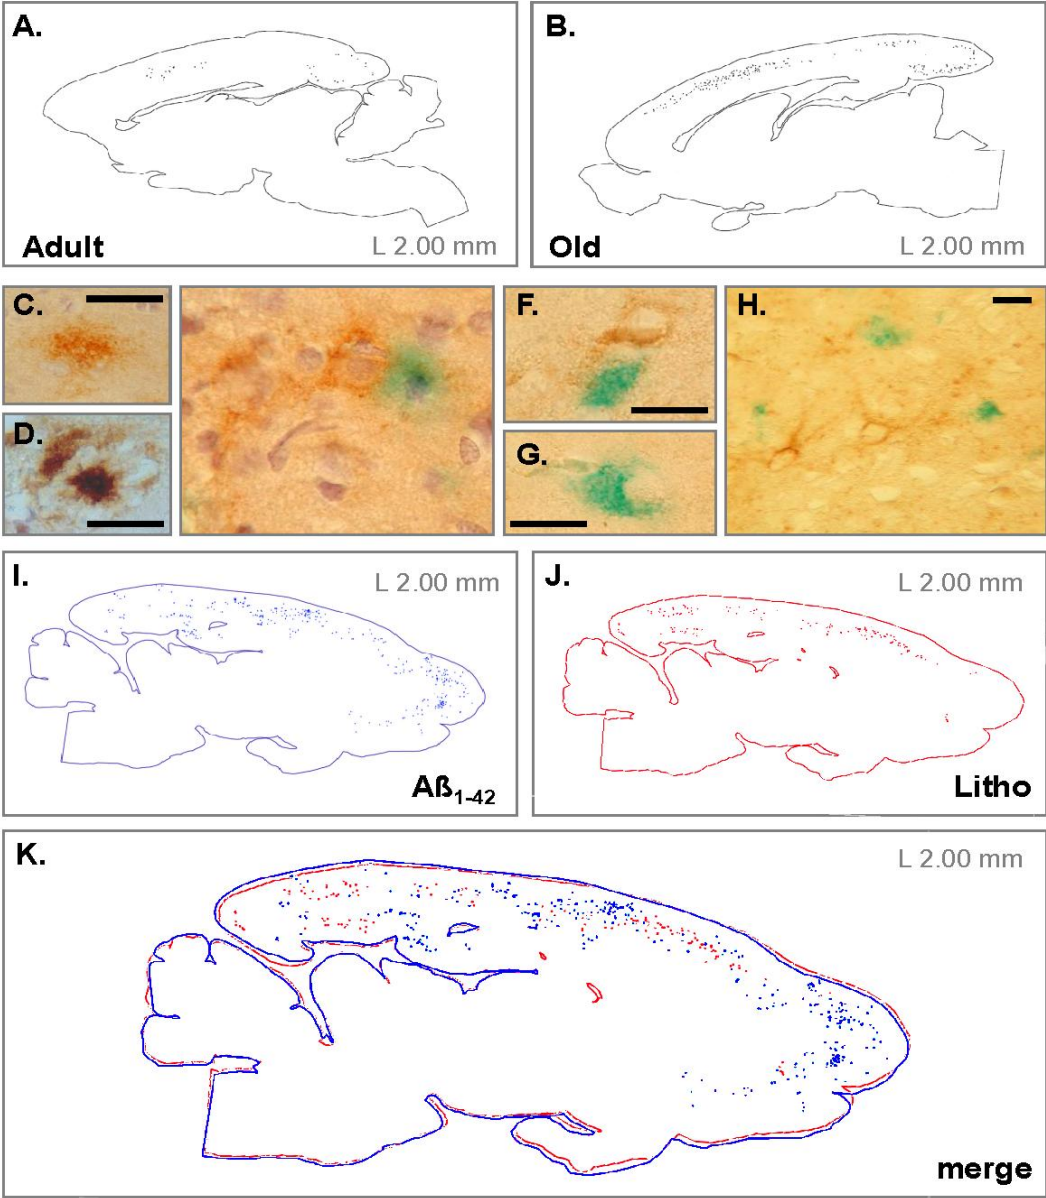 A.
B.
Adult
L 2.00 mm
Old
L 2.00 mm
C.
D.
F.
G.
H.
I.
L 2.00 mm
Aß1-42
J.
L 2.00 mm
Litho
K.
L 2.00 mm
merge